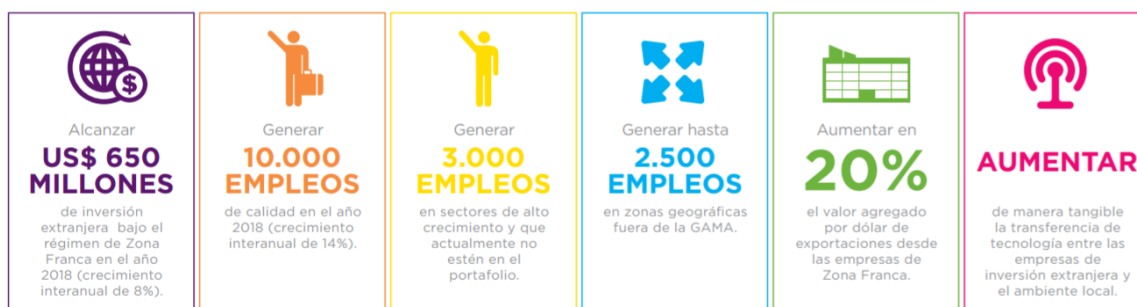 $
Alcanzar
US$ 650
MILLONES
de inversión
extranjera bajo el
régimen de Zona
Franca en el año
2018 (crecimiento
interanual de 8%).
Generar
10.000
EMPLEOS
de calidad en el año
2018 (crecimiento
interanual de 14%).
Generar
3.000
EMPLEOS
en sectores de alto
crecimiento y que
actualmente no
estén en el
portafolio.
Generar hasta
2.500
EMPLEOS
en zonas geográficas
fuera de la GAMA.
Aumentar en
20%
el valor agregado
por dólar de
exportaciones desde
las empresas de
Zona Franca.
AUMENTAR
de manera tangible
la transferencia de
tecnología entre las
empresas de
inversión extranjera y
el ambiente local.